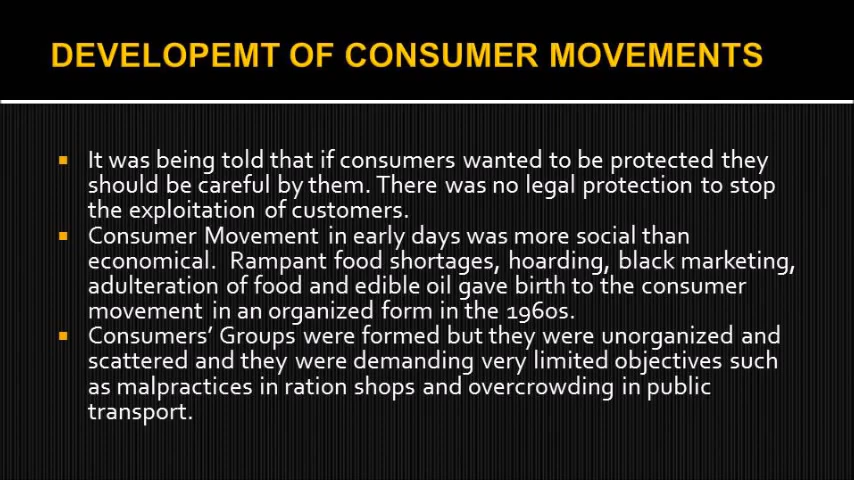 DEVELOPEMT OF CONSUMER MOVEMENTS
▪ It was being told that if consumers wanted to be protected they
should be careful by them. There was no legal protection to stop
the exploitation of customers.
▪ Consumer Movement in early days was more social than
economical. Rampant food shortages, hoarding, black marketing,
adulteration of food and edible oil gave birth to the consumer
movement in an organized form in the 1960s.
▪ Consumers’ Groups were formed but they were unorganized and
scattered and they were demanding very limited objectives such
as malpractices in ration shops and overcrowding in public
transport.